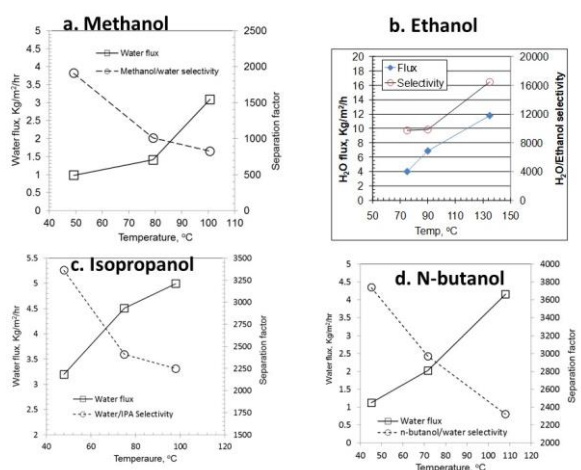 a. Methanol
5
4.5
4
3.5
3
2.5
2
1.5
1
0.5
0
Water flux, Kg/m²/hr
Water flux
Methanol/water selectivity
2500
2000
1500
1000
500
0
Separation factor
40 50 60 70 80 90 100 110
Temperature, °C
b. Ethanol
20
18
16
14
12
10
8
6
4
2
0
H₂O flux, Kg/m²/h
Flux
Selectivity
20000
16000
12000
8000
4000
0
H₂O/Ethanol selectivity
50 70 90 110 130 150
Temp, °C
c. Isopropanol
5.5
5
4.5
4
3.5
3
2.5
2
Water flux, Kg/m²/hr
Water flux
Water/IPA Selectivity
3500
3250
3000
2750
2500
2250
2000
1750
1500
Separation factor
40 60 80 100 120
Temperaure, °C
d. N-butanol
5
4.5
4
3.5
3
2.5
2
1.5
1
0.5
0
Water flux, Kg/m²/hr
Water flux
n-butanol/water selectivity
4000
3800
3600
3400
3200
3000
2800
2600
2400
2200
2000
Separation factor
40 50 60 70 80 90 100 110 120
Temperature, °C